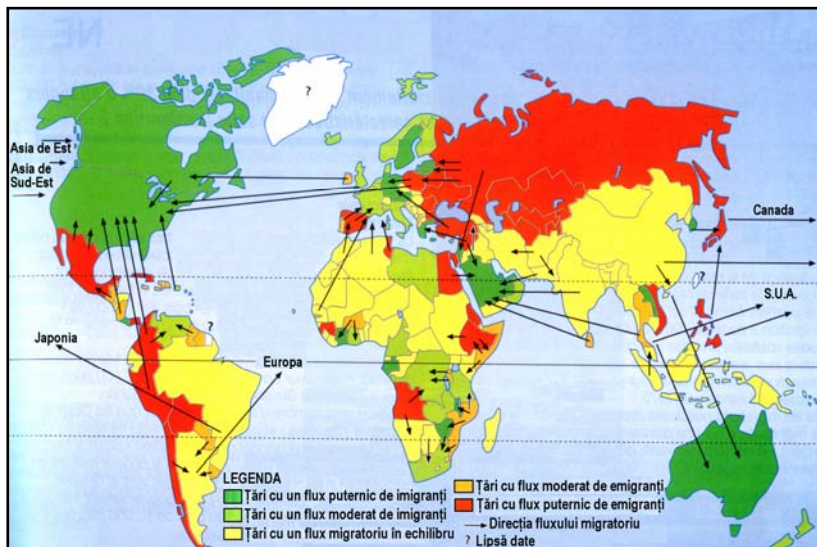 NE
?
Asia de Est
Asia de
Sud-Est
Canada
?
S.U.A.
?
Japonia
Europa
LEGENDA
Țări cu un flux puternic de imigranți
Țări cu un flux moderat de imigranți
Țări cu un flux migratoriu în echilibru
Țări cu flux moderat de emigranți
Țări cu flux puternic de emigranți
Direcția fluxului migratoriu
? Lipsă date